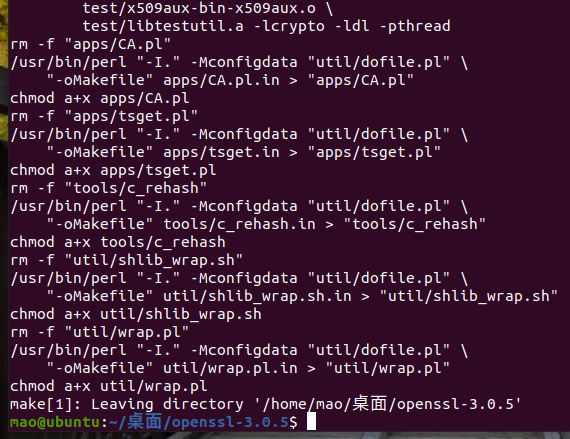 test/x509aux-bin-x509aux.o \
test/libtestutil.a -lcrypto -ldl -pthread
rm -f "apps/CA.pl"
/usr/bin/perl "-I." -Mconfigdata "util/dofile.pl" \
"-oMakefile" apps/CA.pl.in > "apps/CA.pl"
chmod a+x apps/CA.pl
rm -f "apps/tsget.pl"
/usr/bin/perl "-I." -Mconfigdata "util/dofile.pl" \
"-oMakefile" apps/tsget.in > "apps/tsget.pl"
chmod a+x apps/tsget.pl
rm -f "tools/c_rehash"
/usr/bin/perl "-I." -Mconfigdata "util/dofile.pl" \
"-oMakefile" tools/c_rehash.in > "tools/c_rehash"
chmod a+x tools/c_rehash
rm -f "util/shlib_wrap.sh"
/usr/bin/perl "-I." -Mconfigdata "util/dofile.pl" \
"-oMakefile" util/shlib_wrap.sh.in > "util/shlib_wrap.sh"
chmod a+x util/shlib_wrap.sh
rm -f "util/wrap.pl"
/usr/bin/perl "-I." -Mconfigdata "util/dofile.pl" \
"-oMakefile" util/wrap.pl.in > "util/wrap.pl"
chmod a+x util/wrap.pl
make[1]: Leaving directory '/home/mao/桌面/openssl-3.0.5'
mao@ubuntu:~/桌面/openssl-3.0.5$